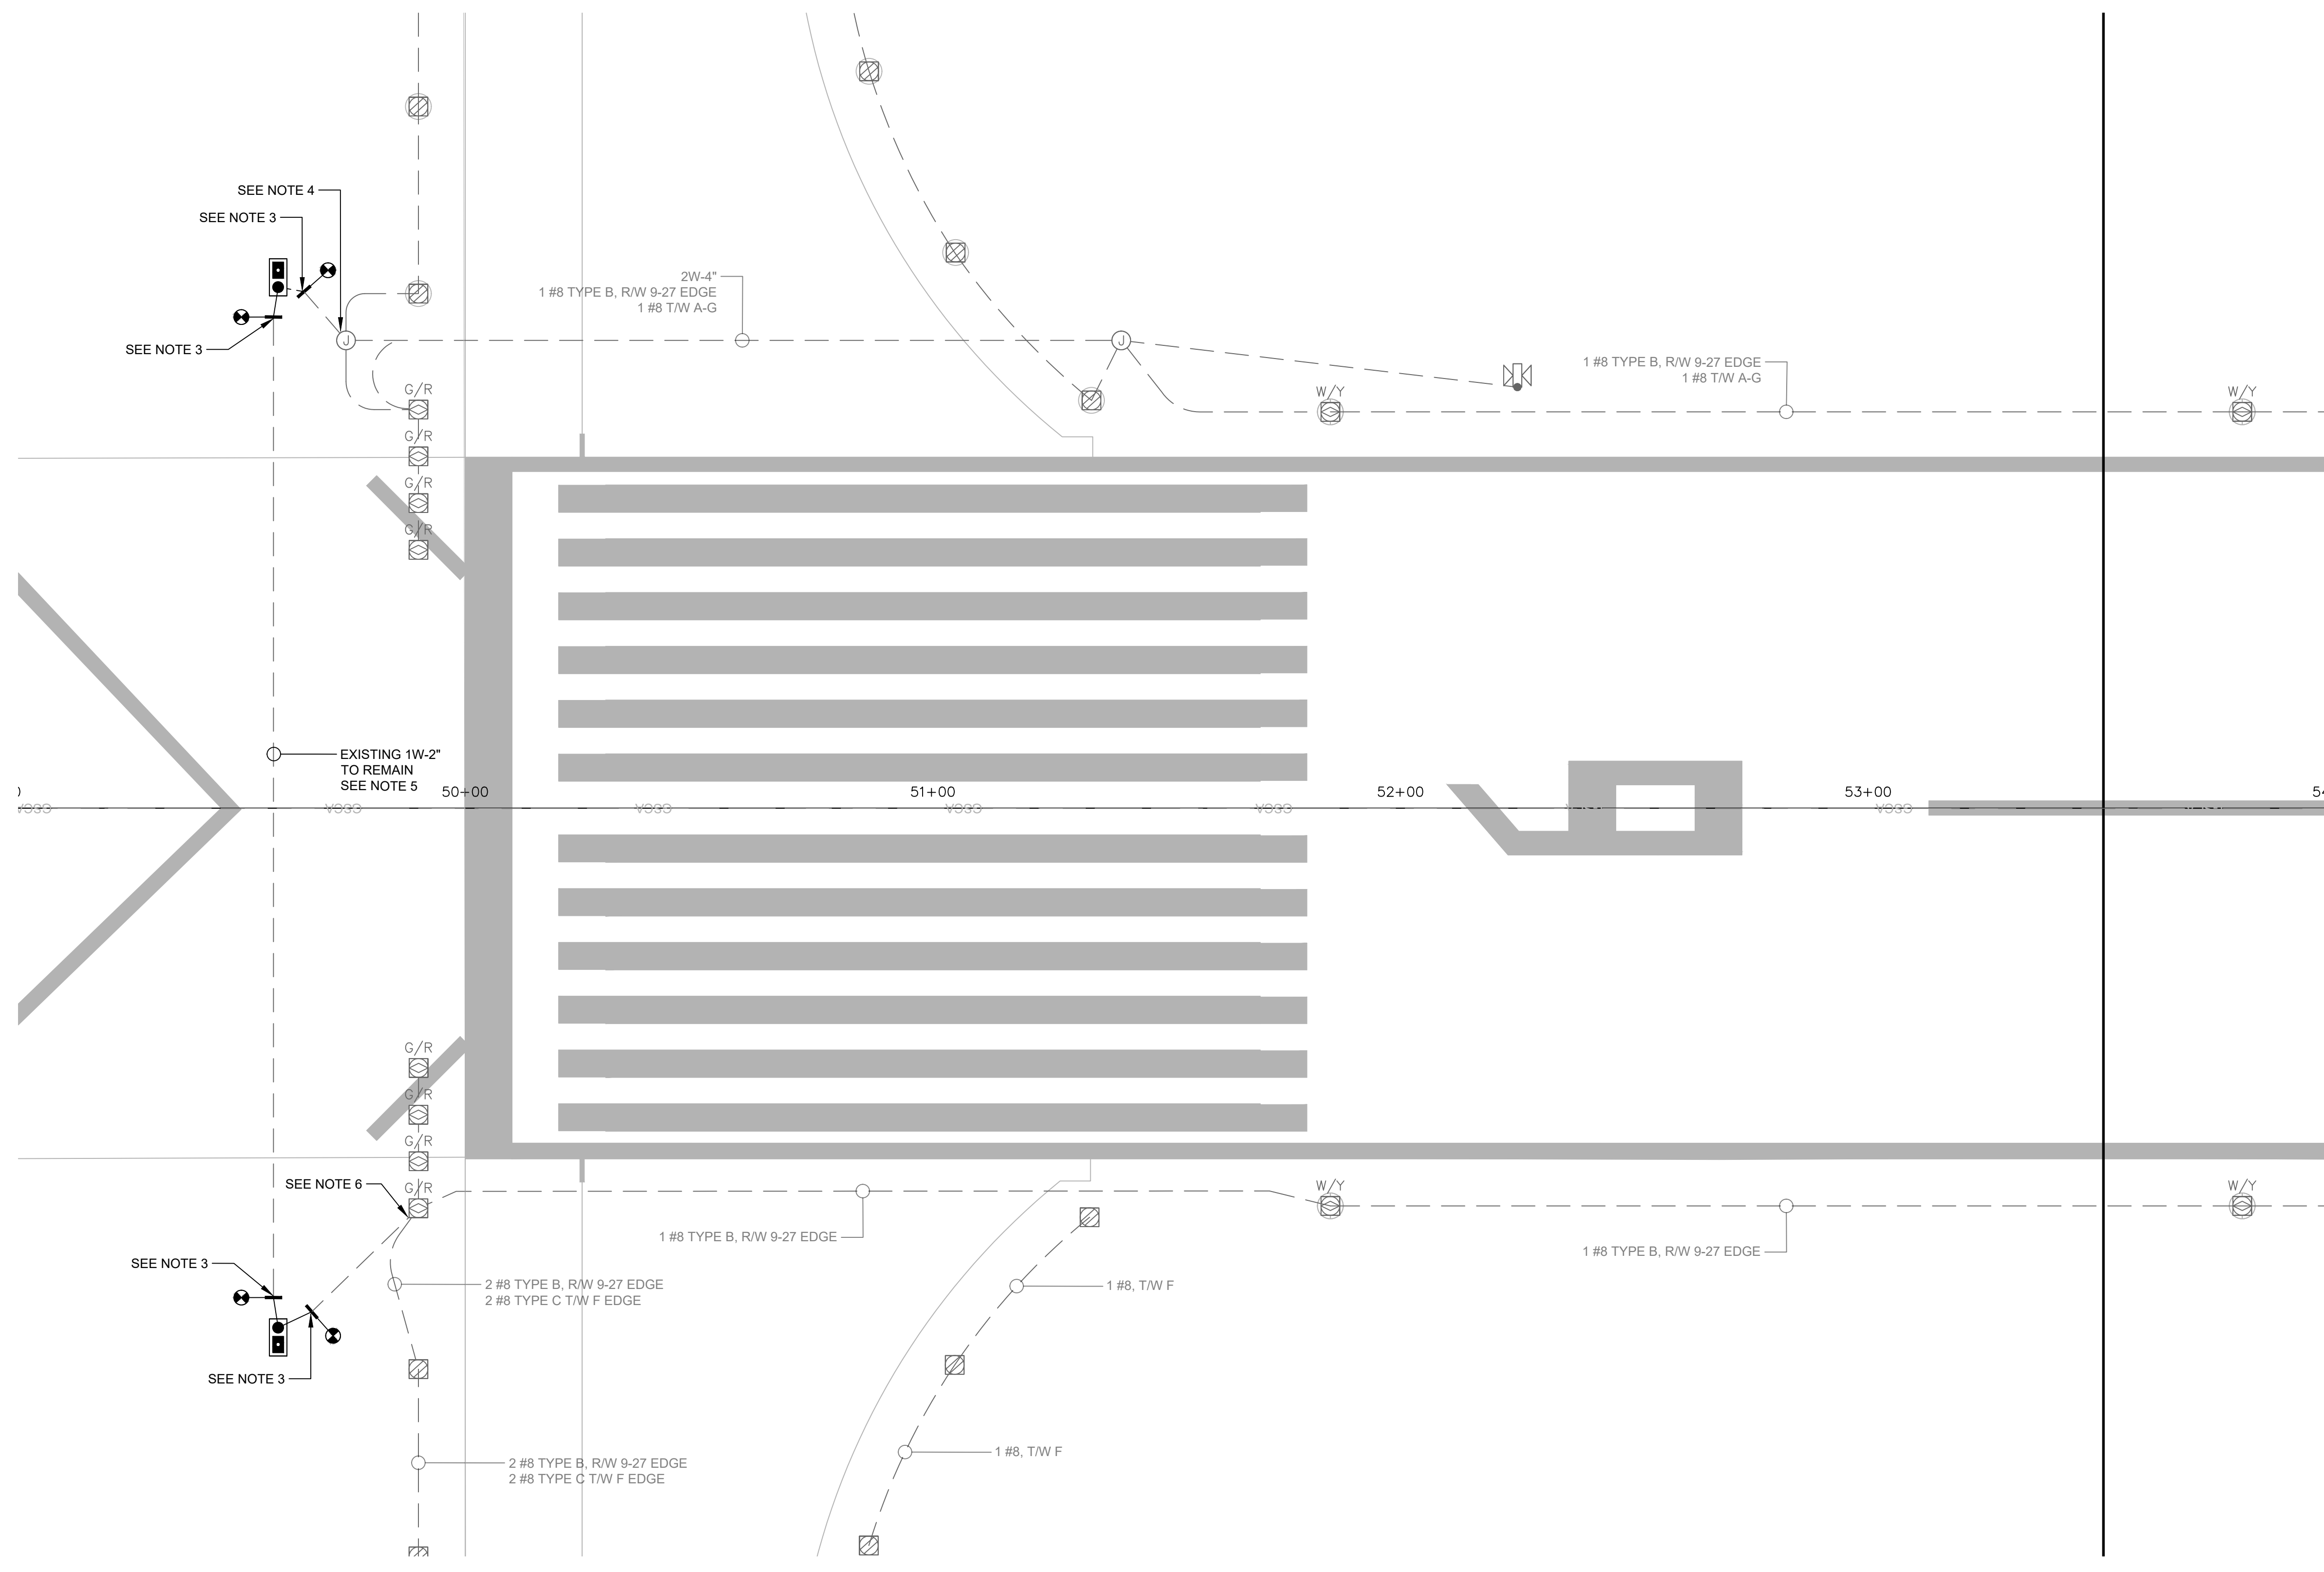 SEE NOTE 4
SEE NOTE 3
SEE NOTE 3
J
2W-4"
1 #8 TYPE B, R/W 9-27 EDGE
1 #8 T/W A-G
J
1 #8 TYPE B, R/W 9-27 EDGE
1 #8 T/W A-G
W/Y
W/Y
G/R
G/R
G/R
G/R
EXISTING 1W-2"
TO REMAIN
SEE NOTE 5
50+00
51+00
52+00
53+00
G/R
G/R
G/R
G/R
SEE NOTE 6
W/Y
W/Y
1 #8 TYPE B, R/W 9-27 EDGE
1 #8 TYPE B, R/W 9-27 EDGE
SEE NOTE 3
2 #8 TYPE B, R/W 9-27 EDGE
2 #8 TYPE C T/W F EDGE
1 #8, T/W F
SEE NOTE 3
1 #8, T/W F
2 #8 TYPE B, R/W 9-27 EDGE
2 #8 TYPE C T/W F EDGE